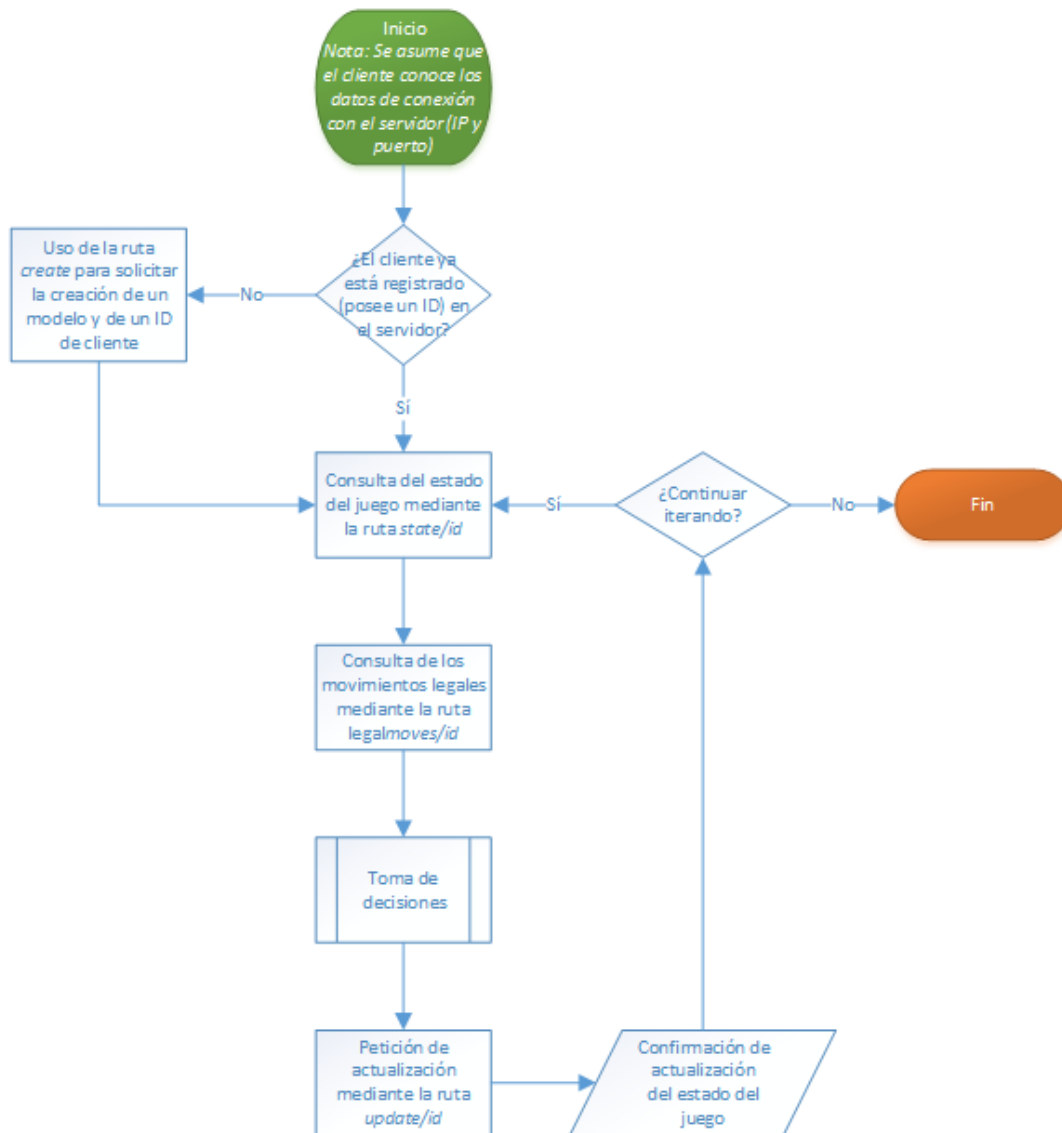 Inicio
Nota: Se asume que
el cliente conoce los
datos de conexión
con el servidor (IP y
puerto)
¿El cliente ya
está registrado
(posee un ID) en
el servidor?
No
Uso de la ruta
create para solicitar
la creación de un
modelo y de un ID
de cliente
Sí
Consulta del estado
del juego mediante
la ruta state/id
Sí
¿Continuar
iterando?
No
Fin
Consulta de los
movimientos legales
mediante la ruta
legalmoves/id
Toma de
decisiones
Petición de
actualización
mediante la ruta
update/id
Confirmación de
actualización
del estado del
juego